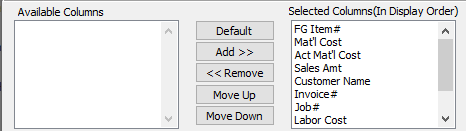 Available Columns
Selected Columns(In Display Order)
Default
Add >>
<< Remove
Move Up
Move Down
FG Item#
Mat'l Cost
Act Mat'l Cost
Sales Amt
Customer Name
Invoice#
Job#
Labor Cost